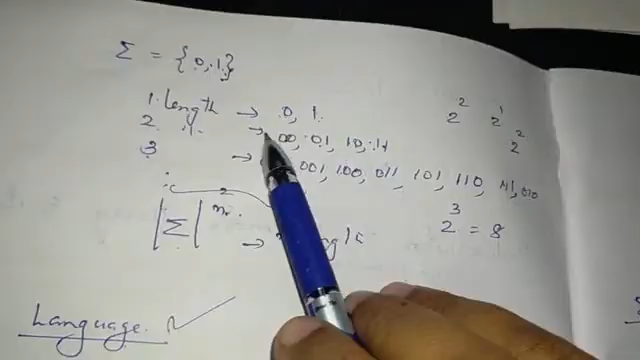 Σ = {0, 1}
1. length → 0, 1. 2² 2¹
2 " → 00, 01, 10, 11 2²
3 → 001, 100, 011, 101, 110, 111, 010
2³ = 8
|Σ|ⁿ →
Language.